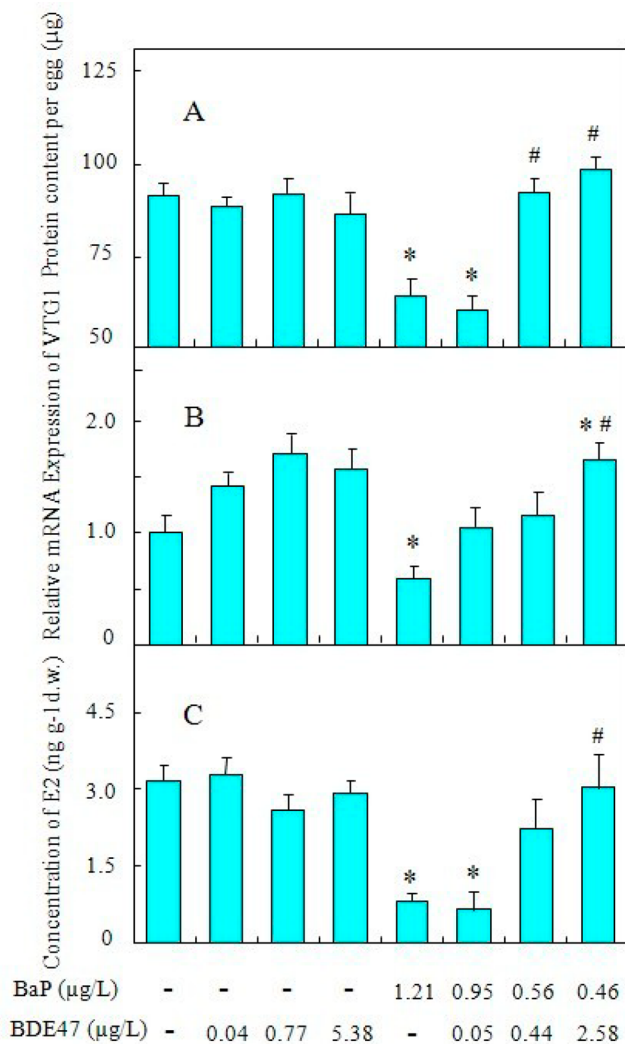 Protein content per egg (μg)
125
100
75
50
A
*
*
#
#
Relative mRNA Expression of VTG1
2.0
1.0
0
B
*
* #
Concentration of E2 (ng g-1d.w.)
4.5
3.0
1.5
0
C
*
*
#
BaP (μg/L) - - - - 1.21 0.95 0.56 0.46
BDE47 (μg/L) - 0.04 0.77 5.38 - 0.05 0.44 2.58